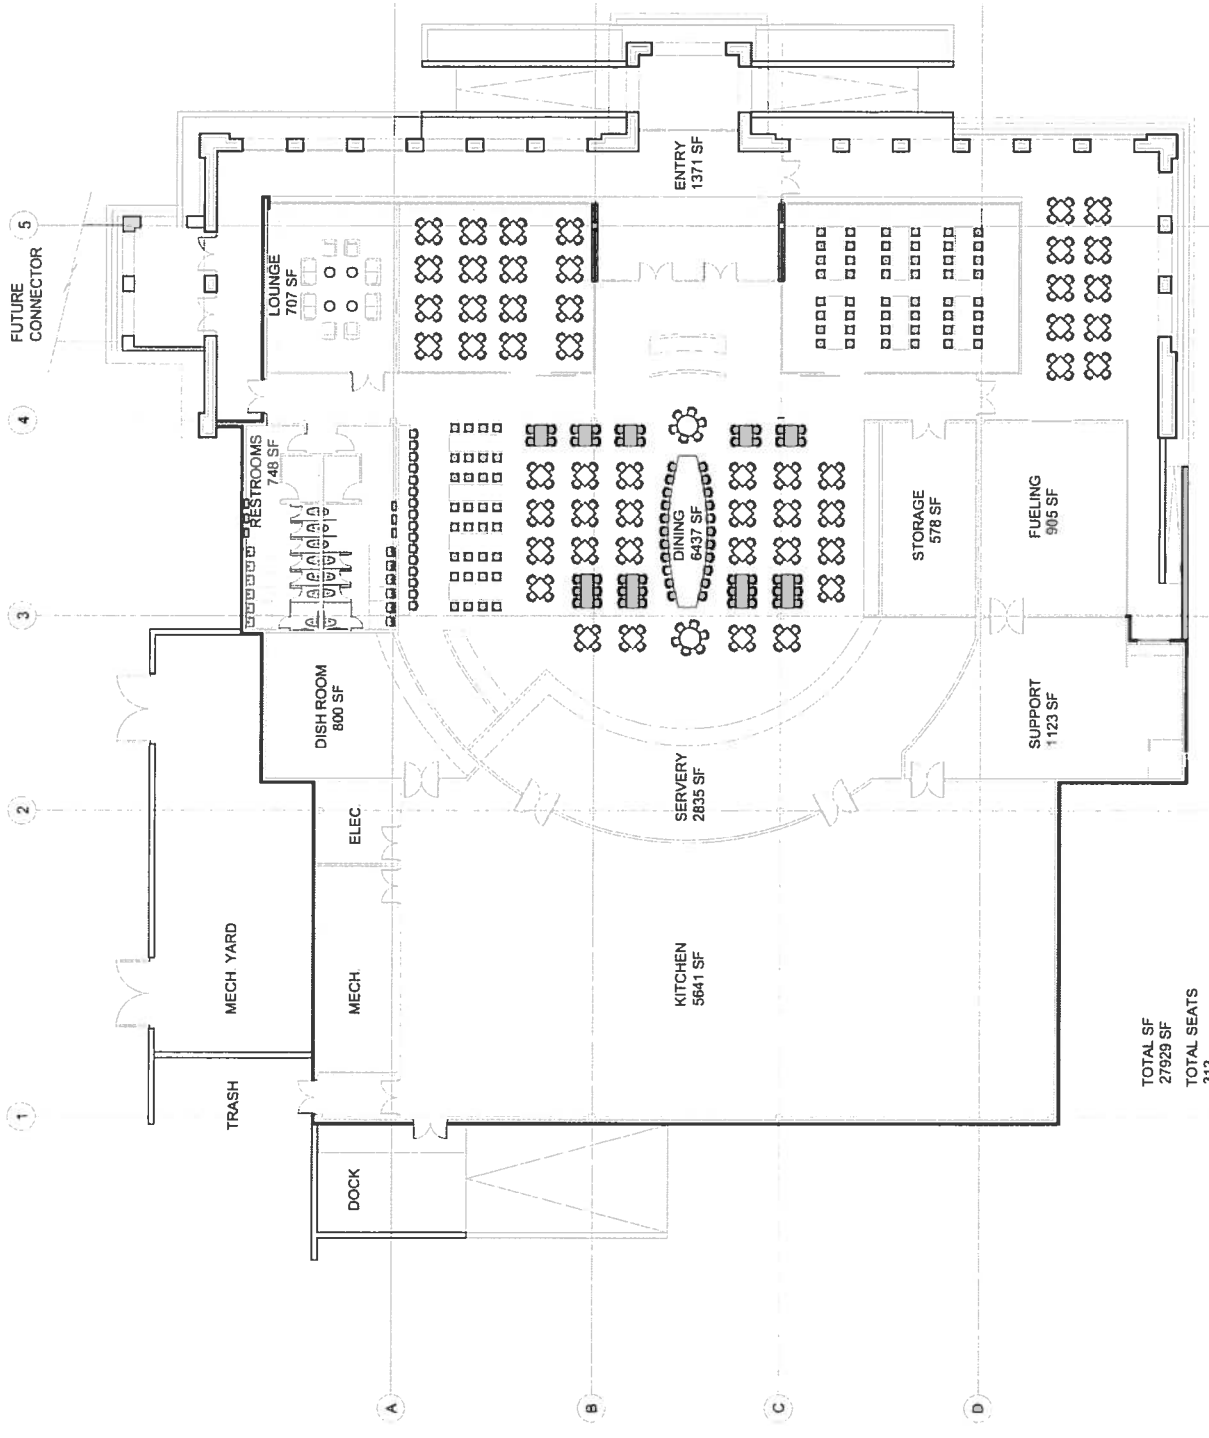 FUTURE
CONNECTOR
5
4
3
2
1
LOUNGE
707 SF
ENTRY
1371 SF
RESTROOMS
748 SF
DINING
6437 SF
STORAGE
578 SF
FUELING
905 SF
DISH ROOM
800 SF
SERVERY
2835 SF
SUPPORT
1123 SF
ELEC
MECH. YARD
MECH.
KITCHEN
5641 SF
TRASH
DOCK
TOTAL SF
27929 SF
TOTAL SEATS
A
B
C
D